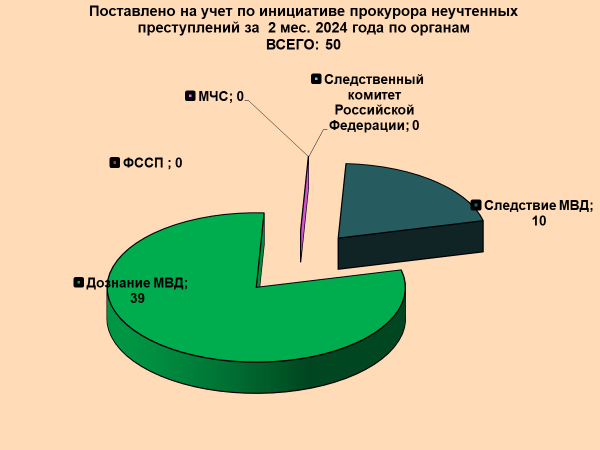 Поставлено на учет по инициативе прокурора неучтенных
преступлений за  2 мес. 2024 года по органам
ВСЕГО: 50
Следственный
комитет
Российской
Федерации; 0
МЧС; 0
ФССП ; 0
Следствие МВД;
10
Дознание МВД;
39